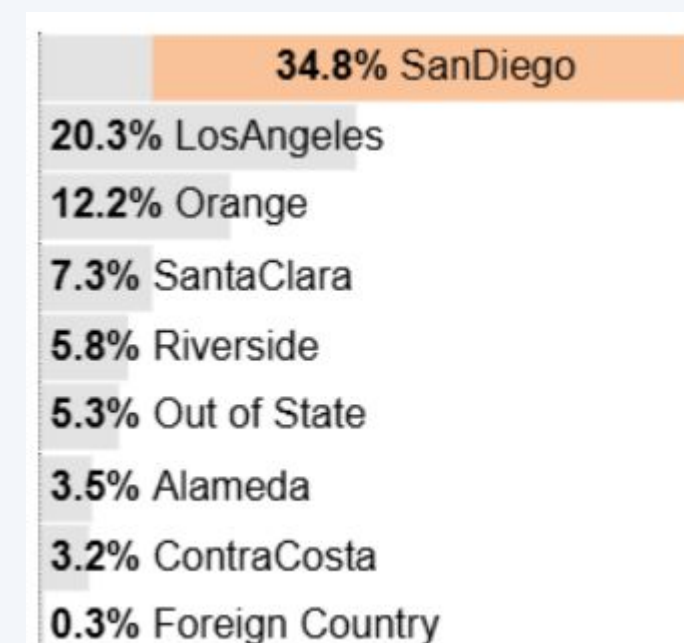 34.8% SanDiego
20.3% LosAngeles
12.2% Orange
7.3% SantaClara
5.8% Riverside
5.3% Out of State
3.5% Alameda
3.2% ContraCosta
0.3% Foreign Country